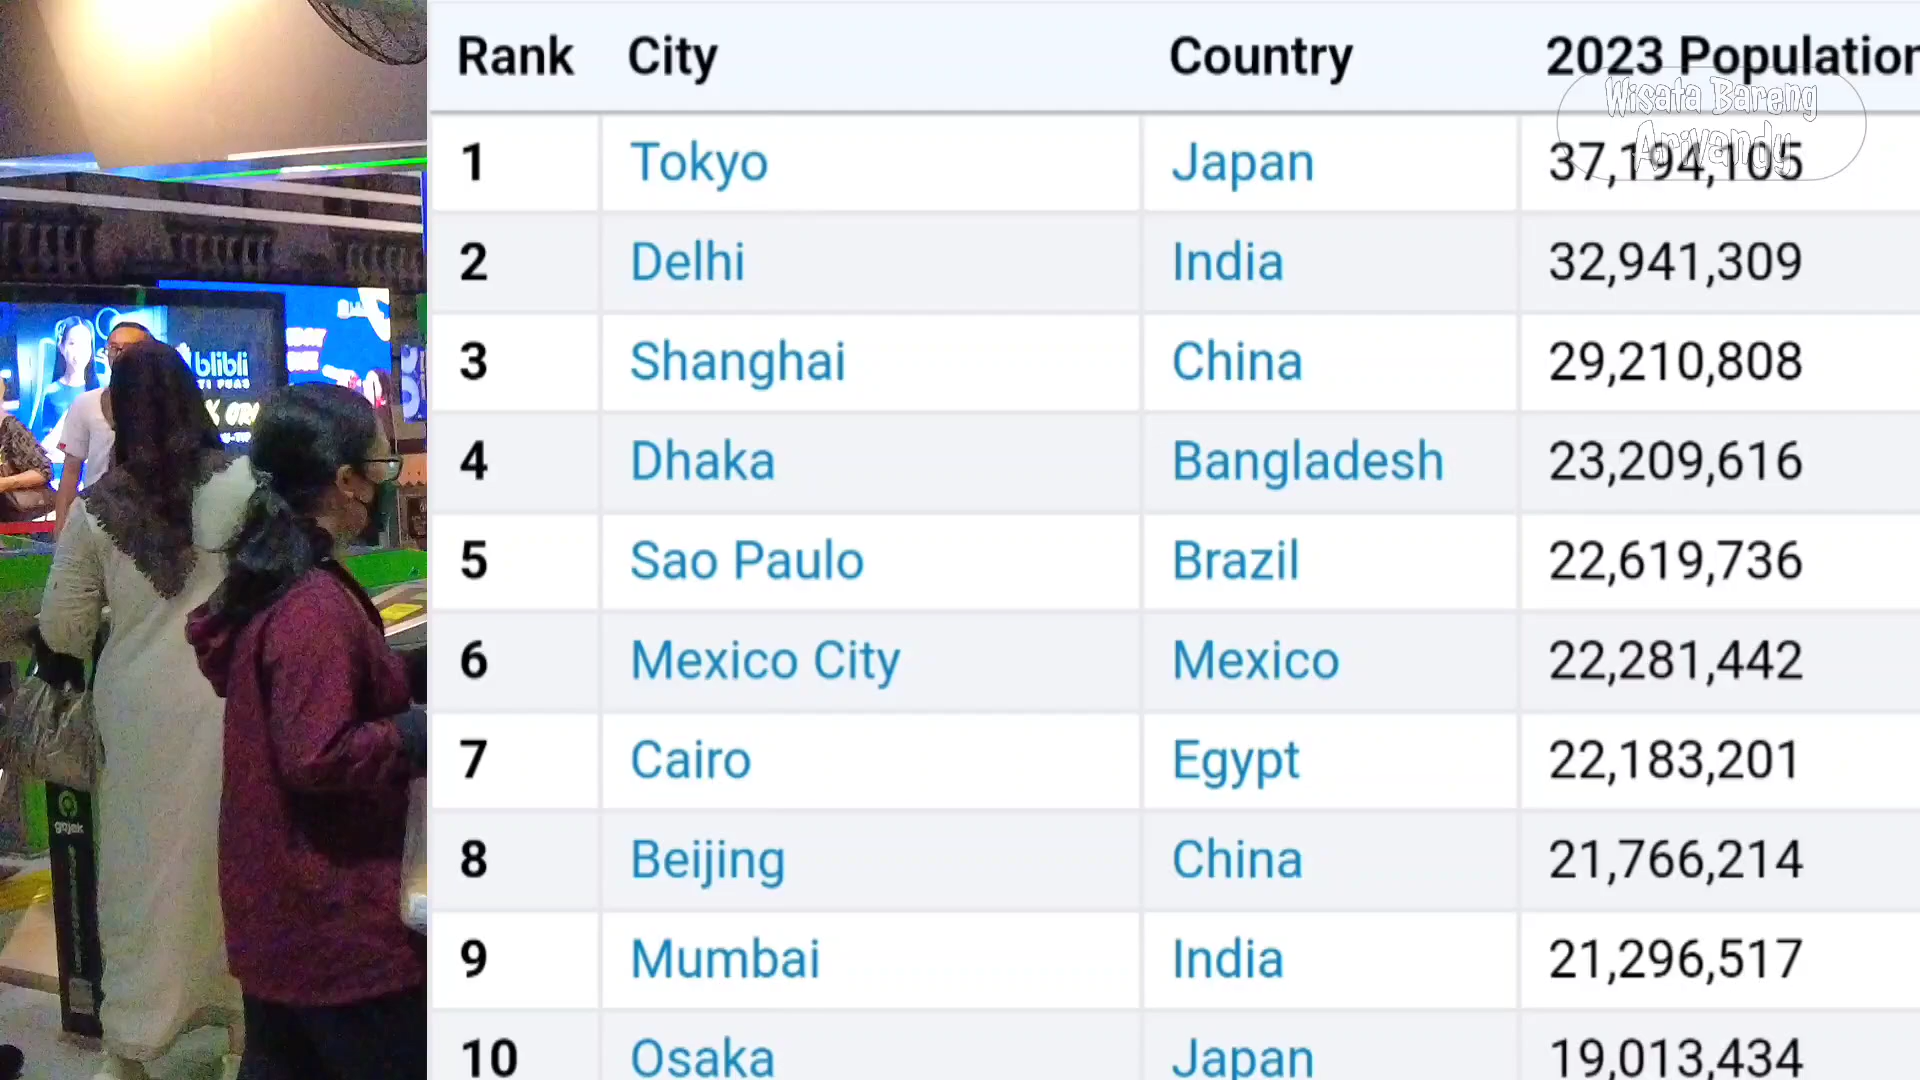 Rank City Country 2023 Population
Wisata Bareng
Arivandy
1 Tokyo Japan 37,194,105
2 Delhi India 32,941,309
3 Shanghai China 29,210,808
4 Dhaka Bangladesh 23,209,616
5 Sao Paulo Brazil 22,619,736
6 Mexico City Mexico 22,281,442
7 Cairo Egypt 22,183,201
8 Beijing China 21,766,214
9 Mumbai India 21,296,517
10 Osaka Japan 19,013,434
blibli
gojek